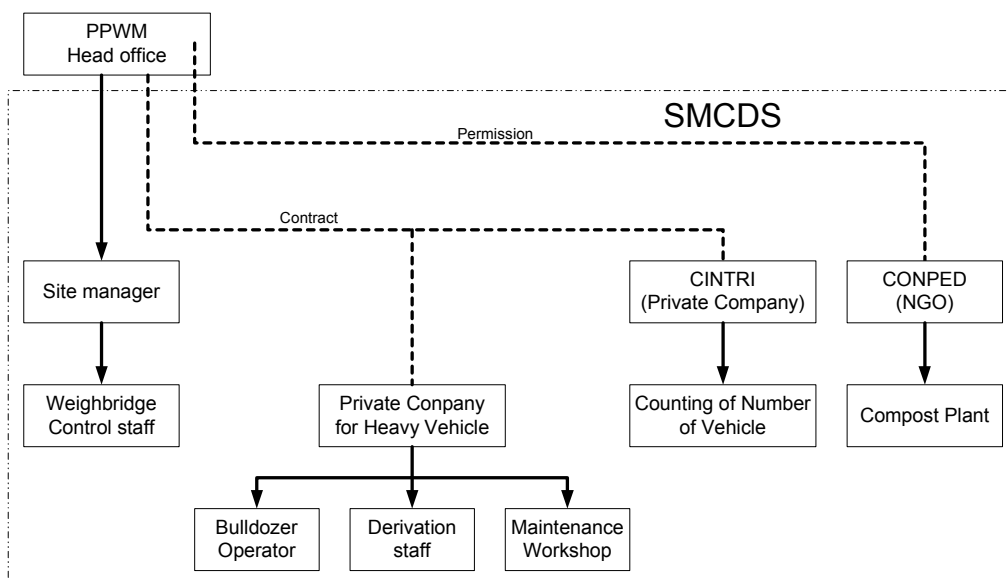 PPWM
Head office
SMCDS
Permission
Contract
Site manager
CINTRI
(Private Company)
CONPED
(NGO)
Weighbridge
Control staff
Private Conpany
for Heavy Vehicle
Counting of Number
of Vehicle
Compost Plant
Bulldozer
Operator
Derivation
staff
Maintenance
Workshop